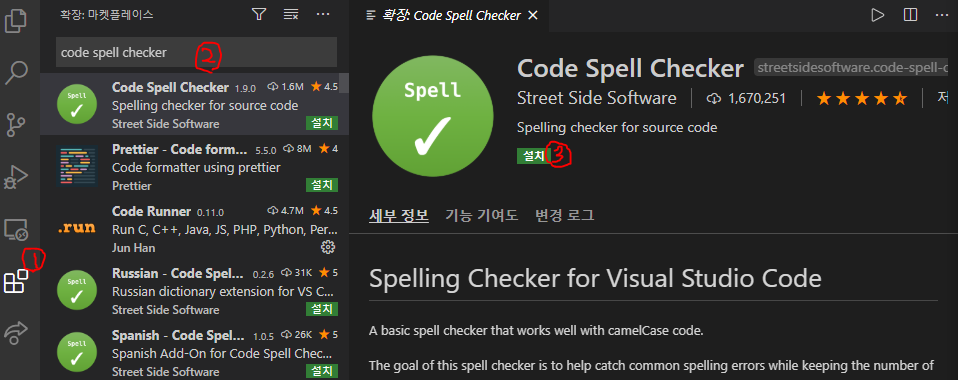 확장: 마켓플레이스
code spell checker
2
Spell
Code Spell Checker 1.9.0 1.6M ★ 4.5
Spelling checker for source code
Street Side Software 설치
Prettier - Code form... 5.5.0 8M ★ 4
Code formatter using prettier
Prettier 설치
.run
Code Runner 0.11.0 4.7M ★ 4.5
Run C, C++, Java, JS, PHP, Python, Per...
Jun Han
1
Spell
Russian - Code Spel... 0.2.6 31K ★ 5
Russian dictionary extension for VS C...
Street Side Software 설치
Spell
Spanish - Code Spel... 1.0.5 26K ★ 5
Spanish Add-On for Code Spell Chec...
Street Side Software 설치
확장: Code Spell Checker
Spell
Code Spell Checker streetsidesoftware.code-spell-c
Street Side Software 1,670,251 ★★★★★
Spelling checker for source code
설치 3
세부 정보 기능 기여도 변경 로그
Spelling Checker for Visual Studio Code
A basic spell checker that works well with camelCase code.
The goal of this spell checker is to help catch common spelling errors while keeping the number of